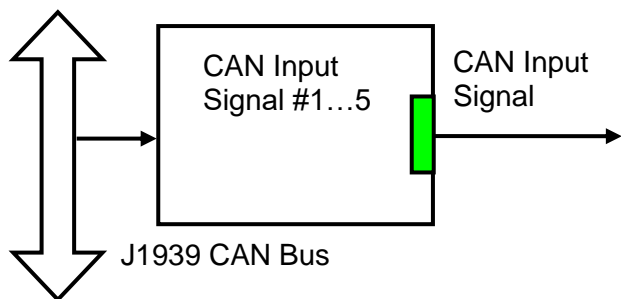 CAN Input
Signal #1…5
CAN Input
Signal
J1939 CAN Bus